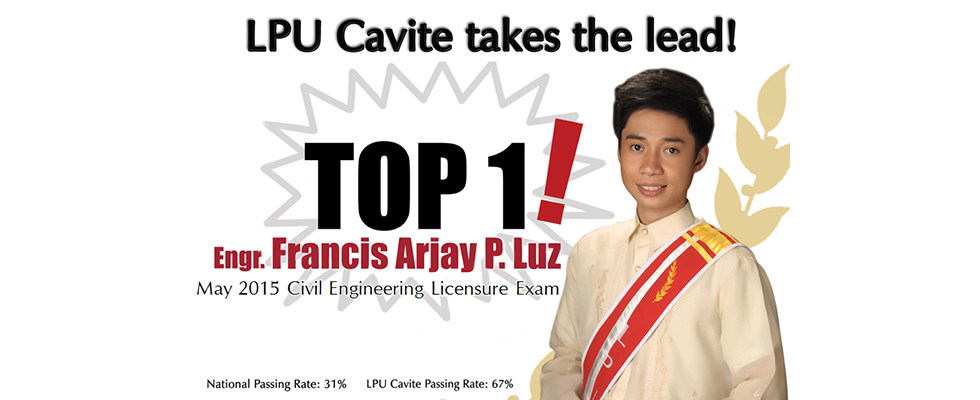 LPU Cavite takes the lead!
TOP 1!
Engr. Francis Arjay P. Luz
May 2015 Civil Engineering Licensure Exam
National Passing Rate: 31% LPU Cavite Passing Rate: 67%